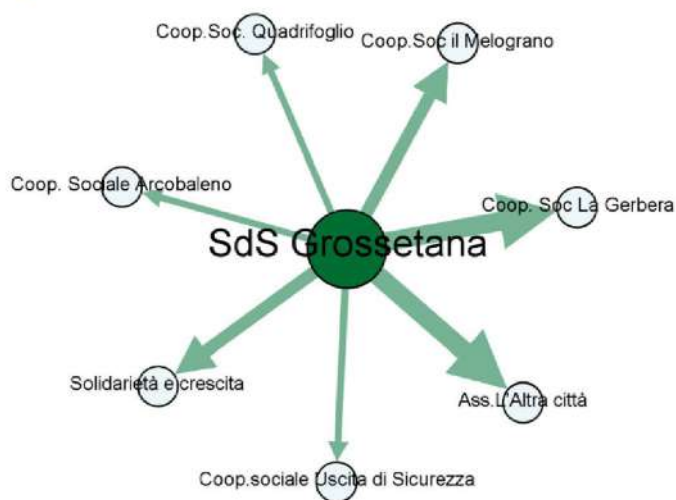 Coop.Soc. Quadrifoglio
Coop.Soc il Melograno
Coop. Sociale Arcobaleno
Coop. Soc La Gerbera
SdS Grossetana
Solidarietà e crescita
Ass.L'Altra città
Coop.sociale Uscita di Sicurezza